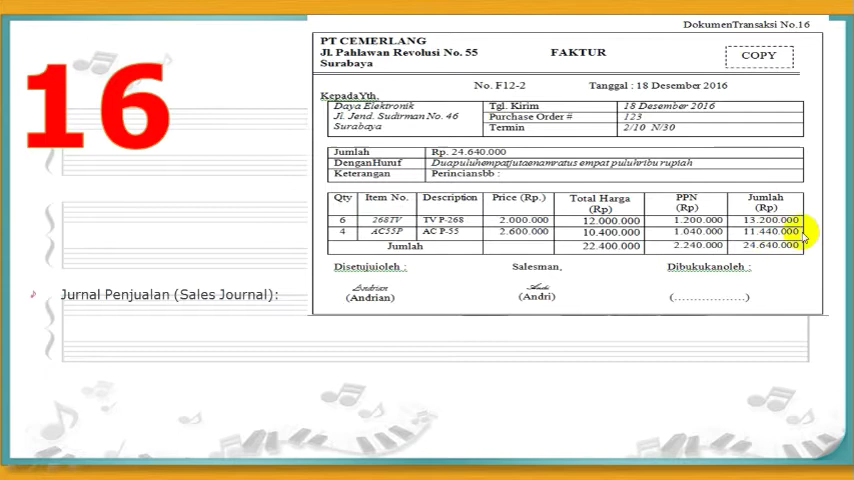 DokumenTransaksi No.16
16
PT CEMERLANG
Jl. Pahlawan Revolusi No. 55
Surabaya
FAKTUR
COPY
No. F12-2 Tanggal : 18 Desember 2016
KepadaYth.
Daya Elektronik
Jl. Jend. Sudirman No. 46
Surabaya
Tgl. Kirim 18 Desember 2016
Purchase Order # 123
Termin 2/10 N/30
Jumlah Rp. 24.640.000
DenganHuruf Duapuluhempatjutaenamratus empat puluhribu rupiah
Keterangan Perinciansbb :
Qty Item No. Description Price (Rp.) Total Harga (Rp) PPN (Rp) Jumlah (Rp)
6 268TV TV P-268 2.000.000 12.000.000 1.200.000 13.200.000
4 AC55P AC P-55 2.600.000 10.400.000 1.040.000 11.440.000
Jumlah 22.400.000 2.240.000 24.640.000
Disetujuioleh : Salesman, Dibukukanoleh :
Andrian Andri
(Andrian) (Andri) (..................)
Jurnal Penjualan (Sales Journal):